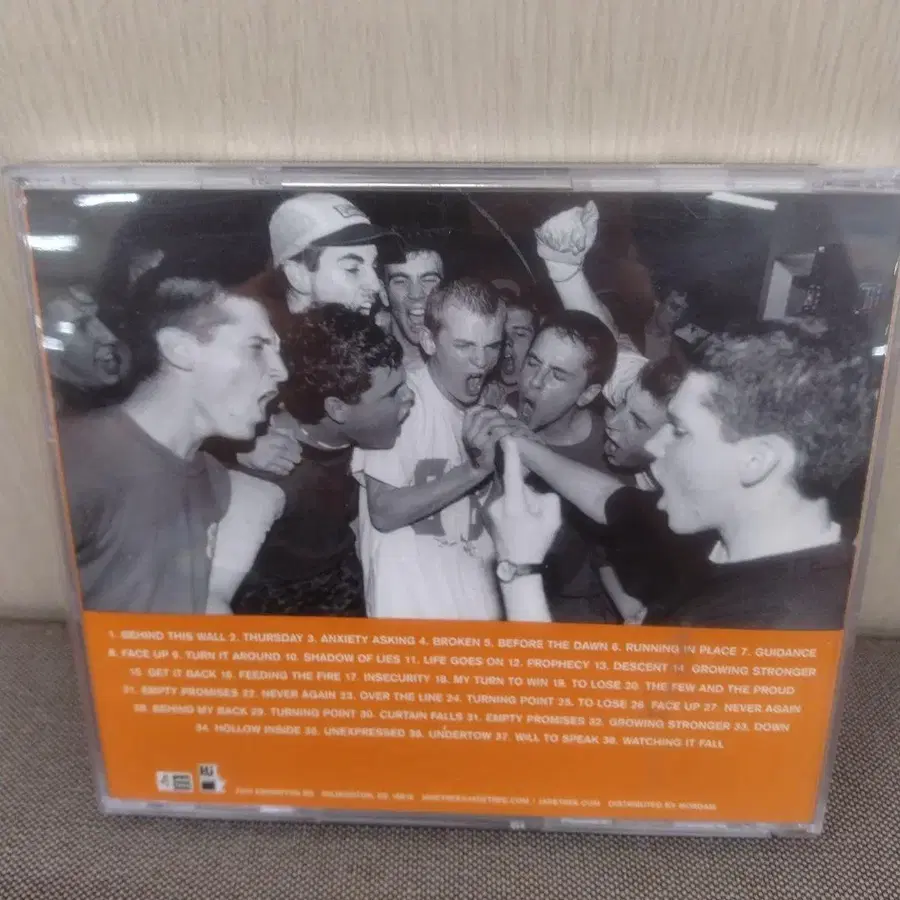 1. BEHIND THIS WALL 2. THURSDAY 3. ANXIETY ASKING 4. BROKEN 5. BEFORE THE DAWN 6. RUNNING IN PLACE 7. GUIDANCE
8. FACE UP 9. TURN IT AROUND 10. SHADOW OF LIES 11. LIFE GOES ON 12. PROPHECY 13. DESCENT 14. GROWING STRONGER
15. GET IT BACK 16. FEEDING THE FIRE 17. INSECURITY 18. MY TURN TO WIN 19. TO LOSE 20. THE FEW AND THE PROUD
21. EMPTY PROMISES 22. NEVER AGAIN 23. OVER THE LINE 24. TURNING POINT 25. TO LOSE 26. FACE UP 27. NEVER AGAIN
28. BEHIND MY BACK 29. TURNING POINT 30. CURTAIN FALLS 31. EMPTY PROMISES 32. GROWING STRONGER 33. DOWN
34. HOLLOW INSIDE 35. UNEXPRESSED 36. UNDERTOW 37. WILL TO SPEAK 38. WATCHING IT FALL
DISTRIBUTED BY MORDAM